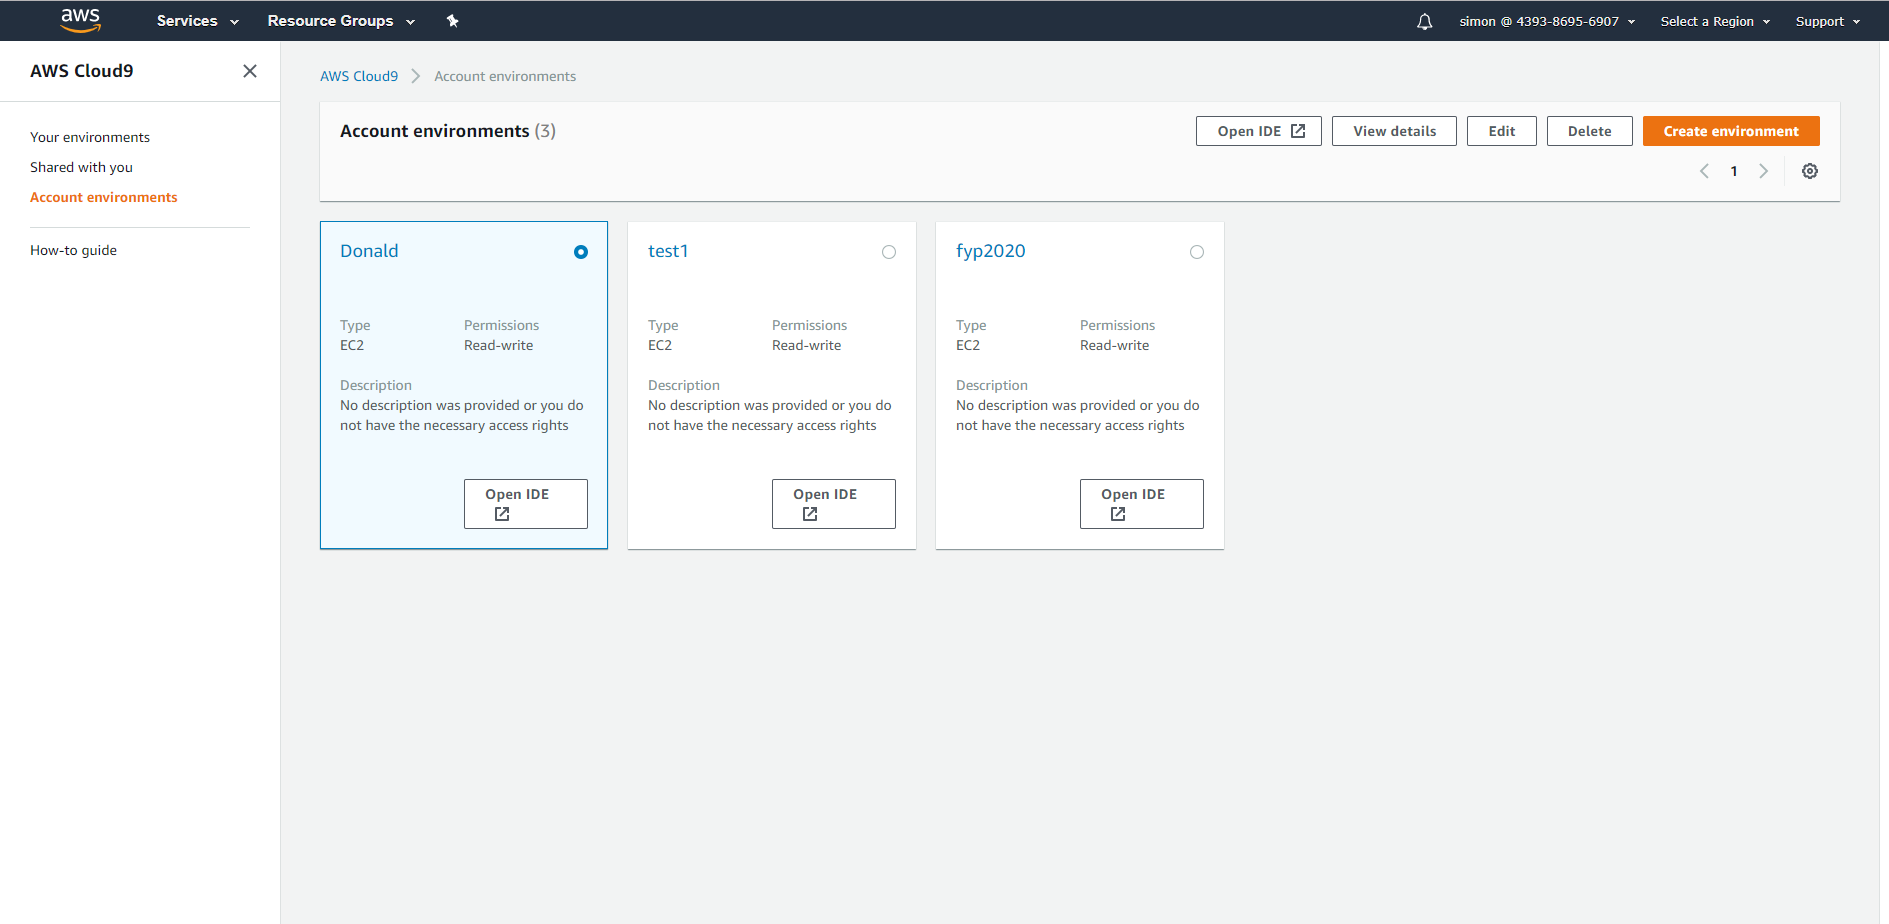 aws Services Resource Groups simon @ 4393-8695-6907 Select a Region Support
AWS Cloud9
Your environments
Shared with you
Account environments
How-to guide
AWS Cloud9 Account environments
Account environments (3)
Open IDE View details Edit Delete Create environment
1
Donald
Type Permissions
EC2 Read-write
Description
No description was provided or you do
not have the necessary access rights
Open IDE
test1
Type Permissions
EC2 Read-write
Description
No description was provided or you do
not have the necessary access rights
Open IDE
fyp2020
Type Permissions
EC2 Read-write
Description
No description was provided or you do
not have the necessary access rights
Open IDE